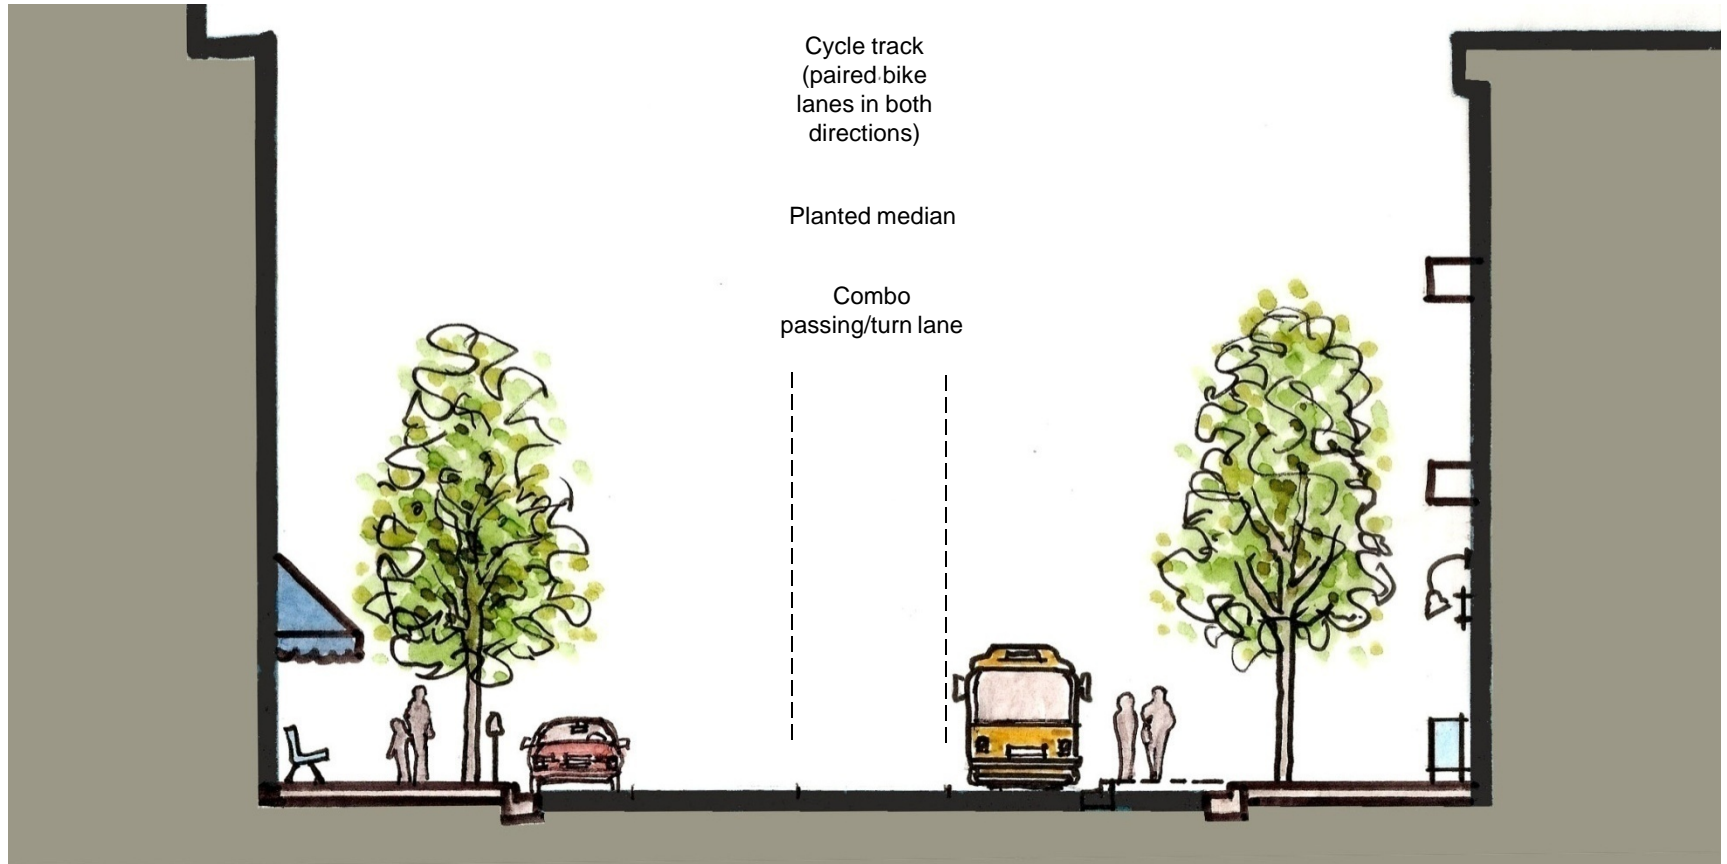 Cycle track
(paired bike
lanes in both
directions)
Planted median
Combo
passing/turn lane